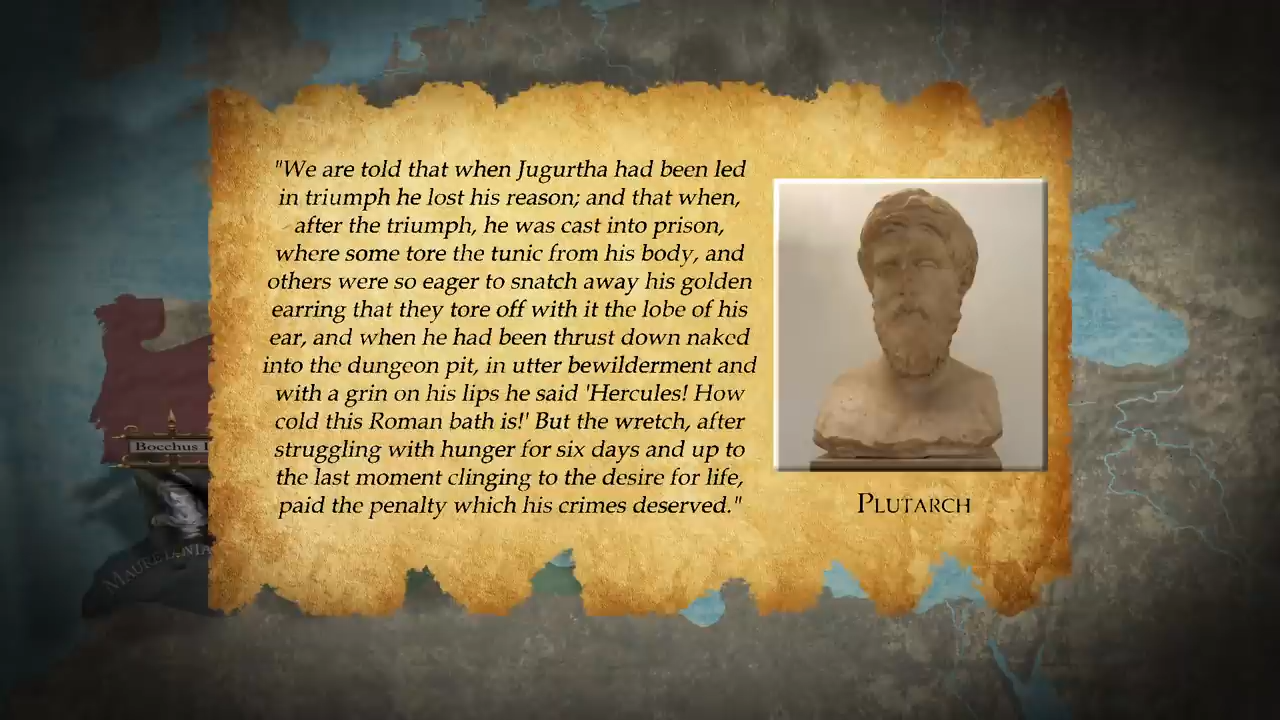 "We are told that when Jugurtha had been led
in triumph he lost his reason; and that when,
after the triumph, he was cast into prison,
where some tore the tunic from his body, and
others were so eager to snatch away his golden
earring that they tore off with it the lobe of his
ear, and when he had been thrust down naked
into the dungeon pit, in utter bewilderment and
with a grin on his lips he said 'Hercules! How
cold this Roman bath is!' But the wretch, after
struggling with hunger for six days and up to
the last moment clinging to the desire for life,
paid the penalty which his crimes deserved."
Plutarch
Bocchus I
Mauretania